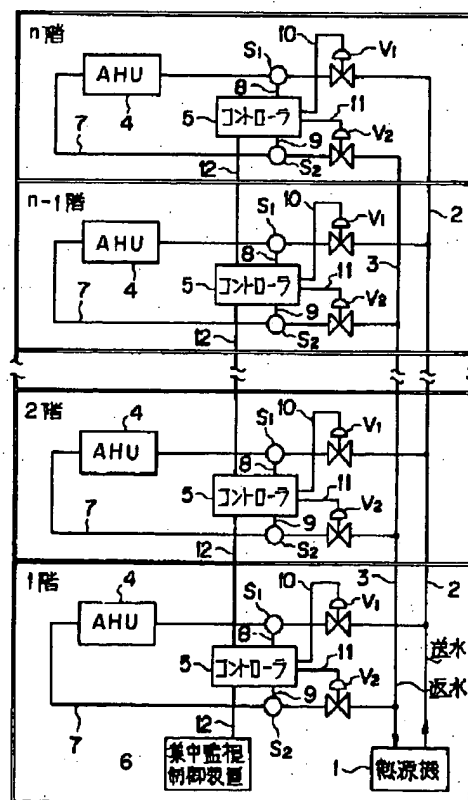 n階
10
S1
V1
AHU
8
11
5
コントローラ
V2
4
9
7
12
S2
2
n-1階
10
S1
V1
AHU
3
8
11
4
5
コントローラ
V2
7
9
12
S2
2階
4
10
S1
V1
AHU
8
11
5
コントローラ
V2
7
9
12
S2
1階
4
10
3
2
S1
V1
AHU
8
11
送水
5
コントローラ
V2
返水
9
7
12
S2
6
集中監視
制御装置
1
熱源機